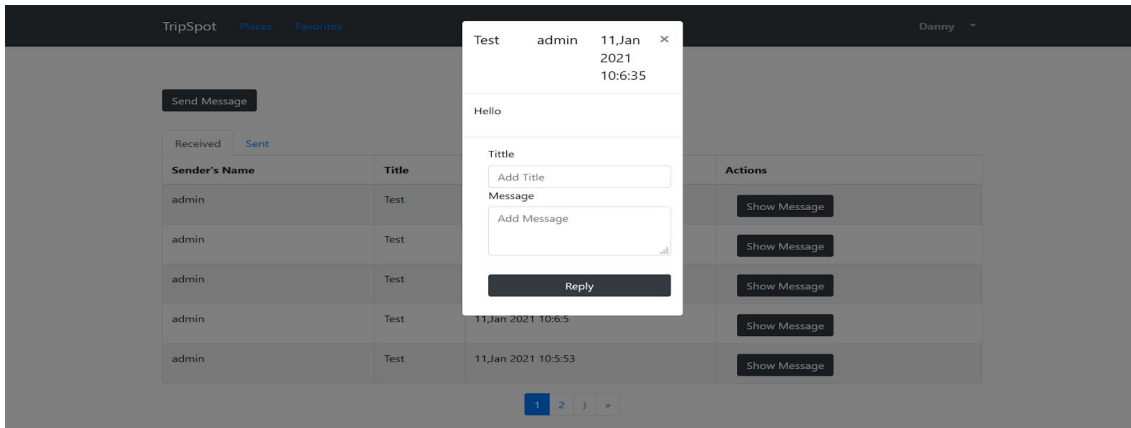 TripSpot Places Favorites Danny
Test admin 11,Jan 2021 10:6:35 ×
Hello
Send Message
Received Sent
Sender's Name Title Actions
admin Test Show Message
admin Test Show Message
admin Test Show Message
admin Test 11,Jan 2021 10:6:5 Show Message
admin Test 11,Jan 2021 10:5:53 Show Message
Tittle
Add Title
Message
Add Message
Reply
1 2 ) »